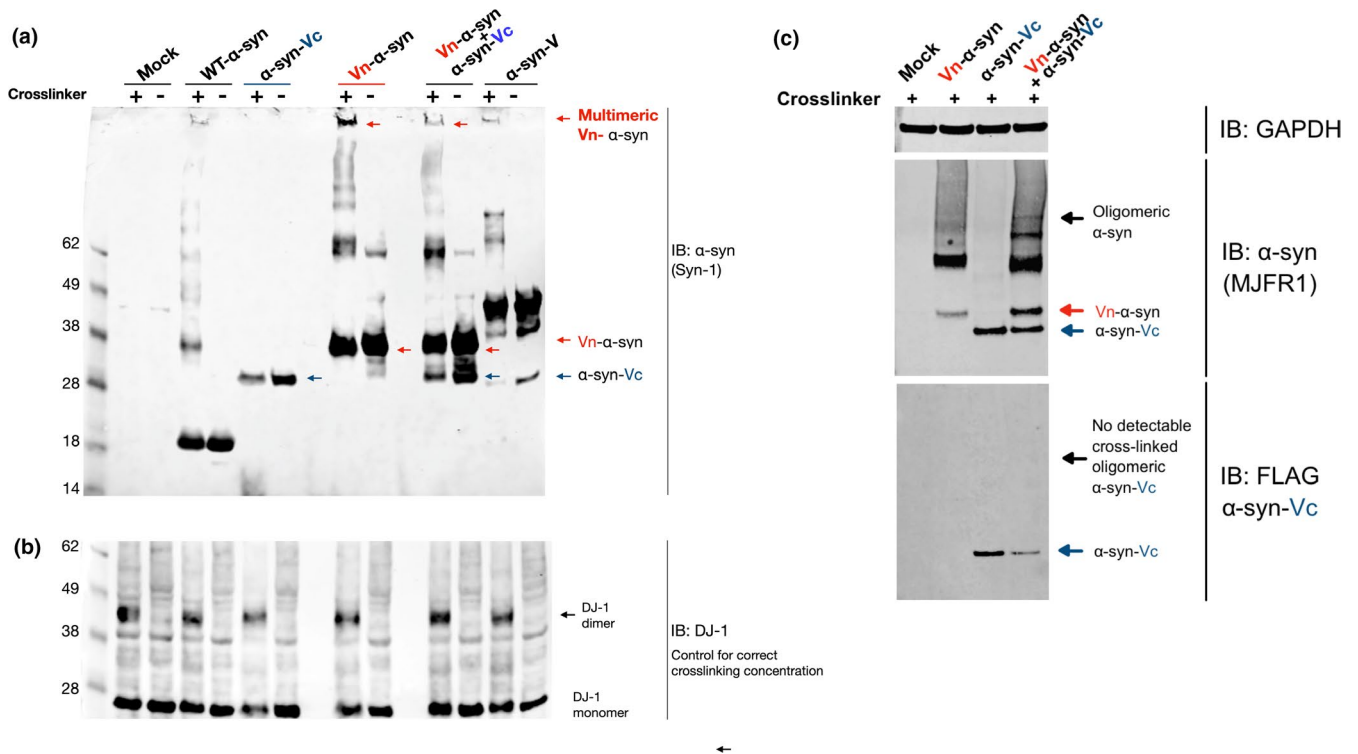 (a)
Mock
WT-α-syn
α-syn-Vc
Vn-α-syn
Vn-α-syn
+
α-syn-Vc
α-syn-V
Crosslinker + - + - + - + - + - + -
Multimeric
Vn- α-syn
62
49
38
28
18
14
IB: α-syn
(Syn-1)
Vn-α-syn
α-syn-Vc
(b)
62
49
38
28
DJ-1
dimer
DJ-1
monomer
IB: DJ-1
Control for correct
crosslinking concentration
(c)
Mock
Vn-α-syn
α-syn-Vc
Vn-α-syn
+ α-syn-Vc
Crosslinker + + + +
IB: GAPDH
Oligomeric
α-syn
Vn-α-syn
α-syn-Vc
IB: α-syn
(MJFR1)
No detectable
cross-linked
oligomeric
α-syn-Vc
α-syn-Vc
IB: FLAG
α-syn-Vc